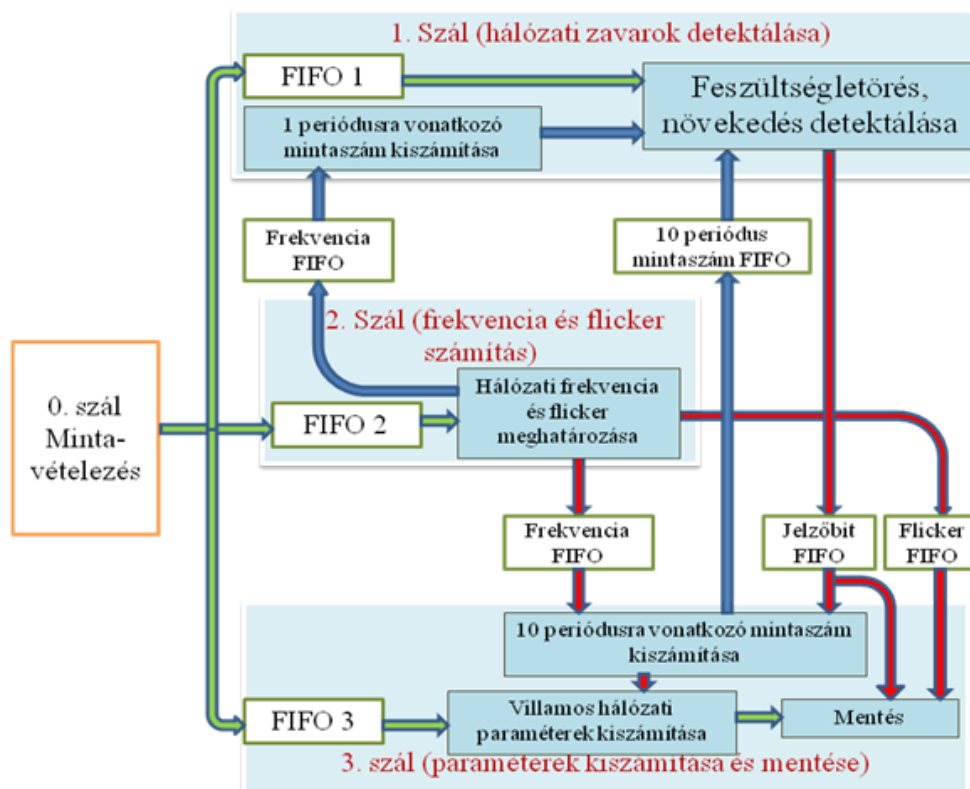 1. Szál (hálózati zavarok detektálása)
FIFO 1
Feszültségletörés,
növekedés detektálása
1 periódusra vonatkozó
mintaszám kiszámítása
Frekvencia
FIFO
10 periódus
mintaszám FIFO
2. Szál (frekvencia és flicker
számítás)
0. szál
Minta-
vételezés
FIFO 2
Hálózati frekvencia
és flicker
meghatározása
Frekvencia
FIFO
Jelzőbit
FIFO
Flicker
FIFO
10 periódusra vonatkozó mintaszám
kiszámítása
FIFO 3
Villamos hálózati
paraméterek kiszámítása
Mentés
3. szál (paraméterek kiszámítása és mentése)